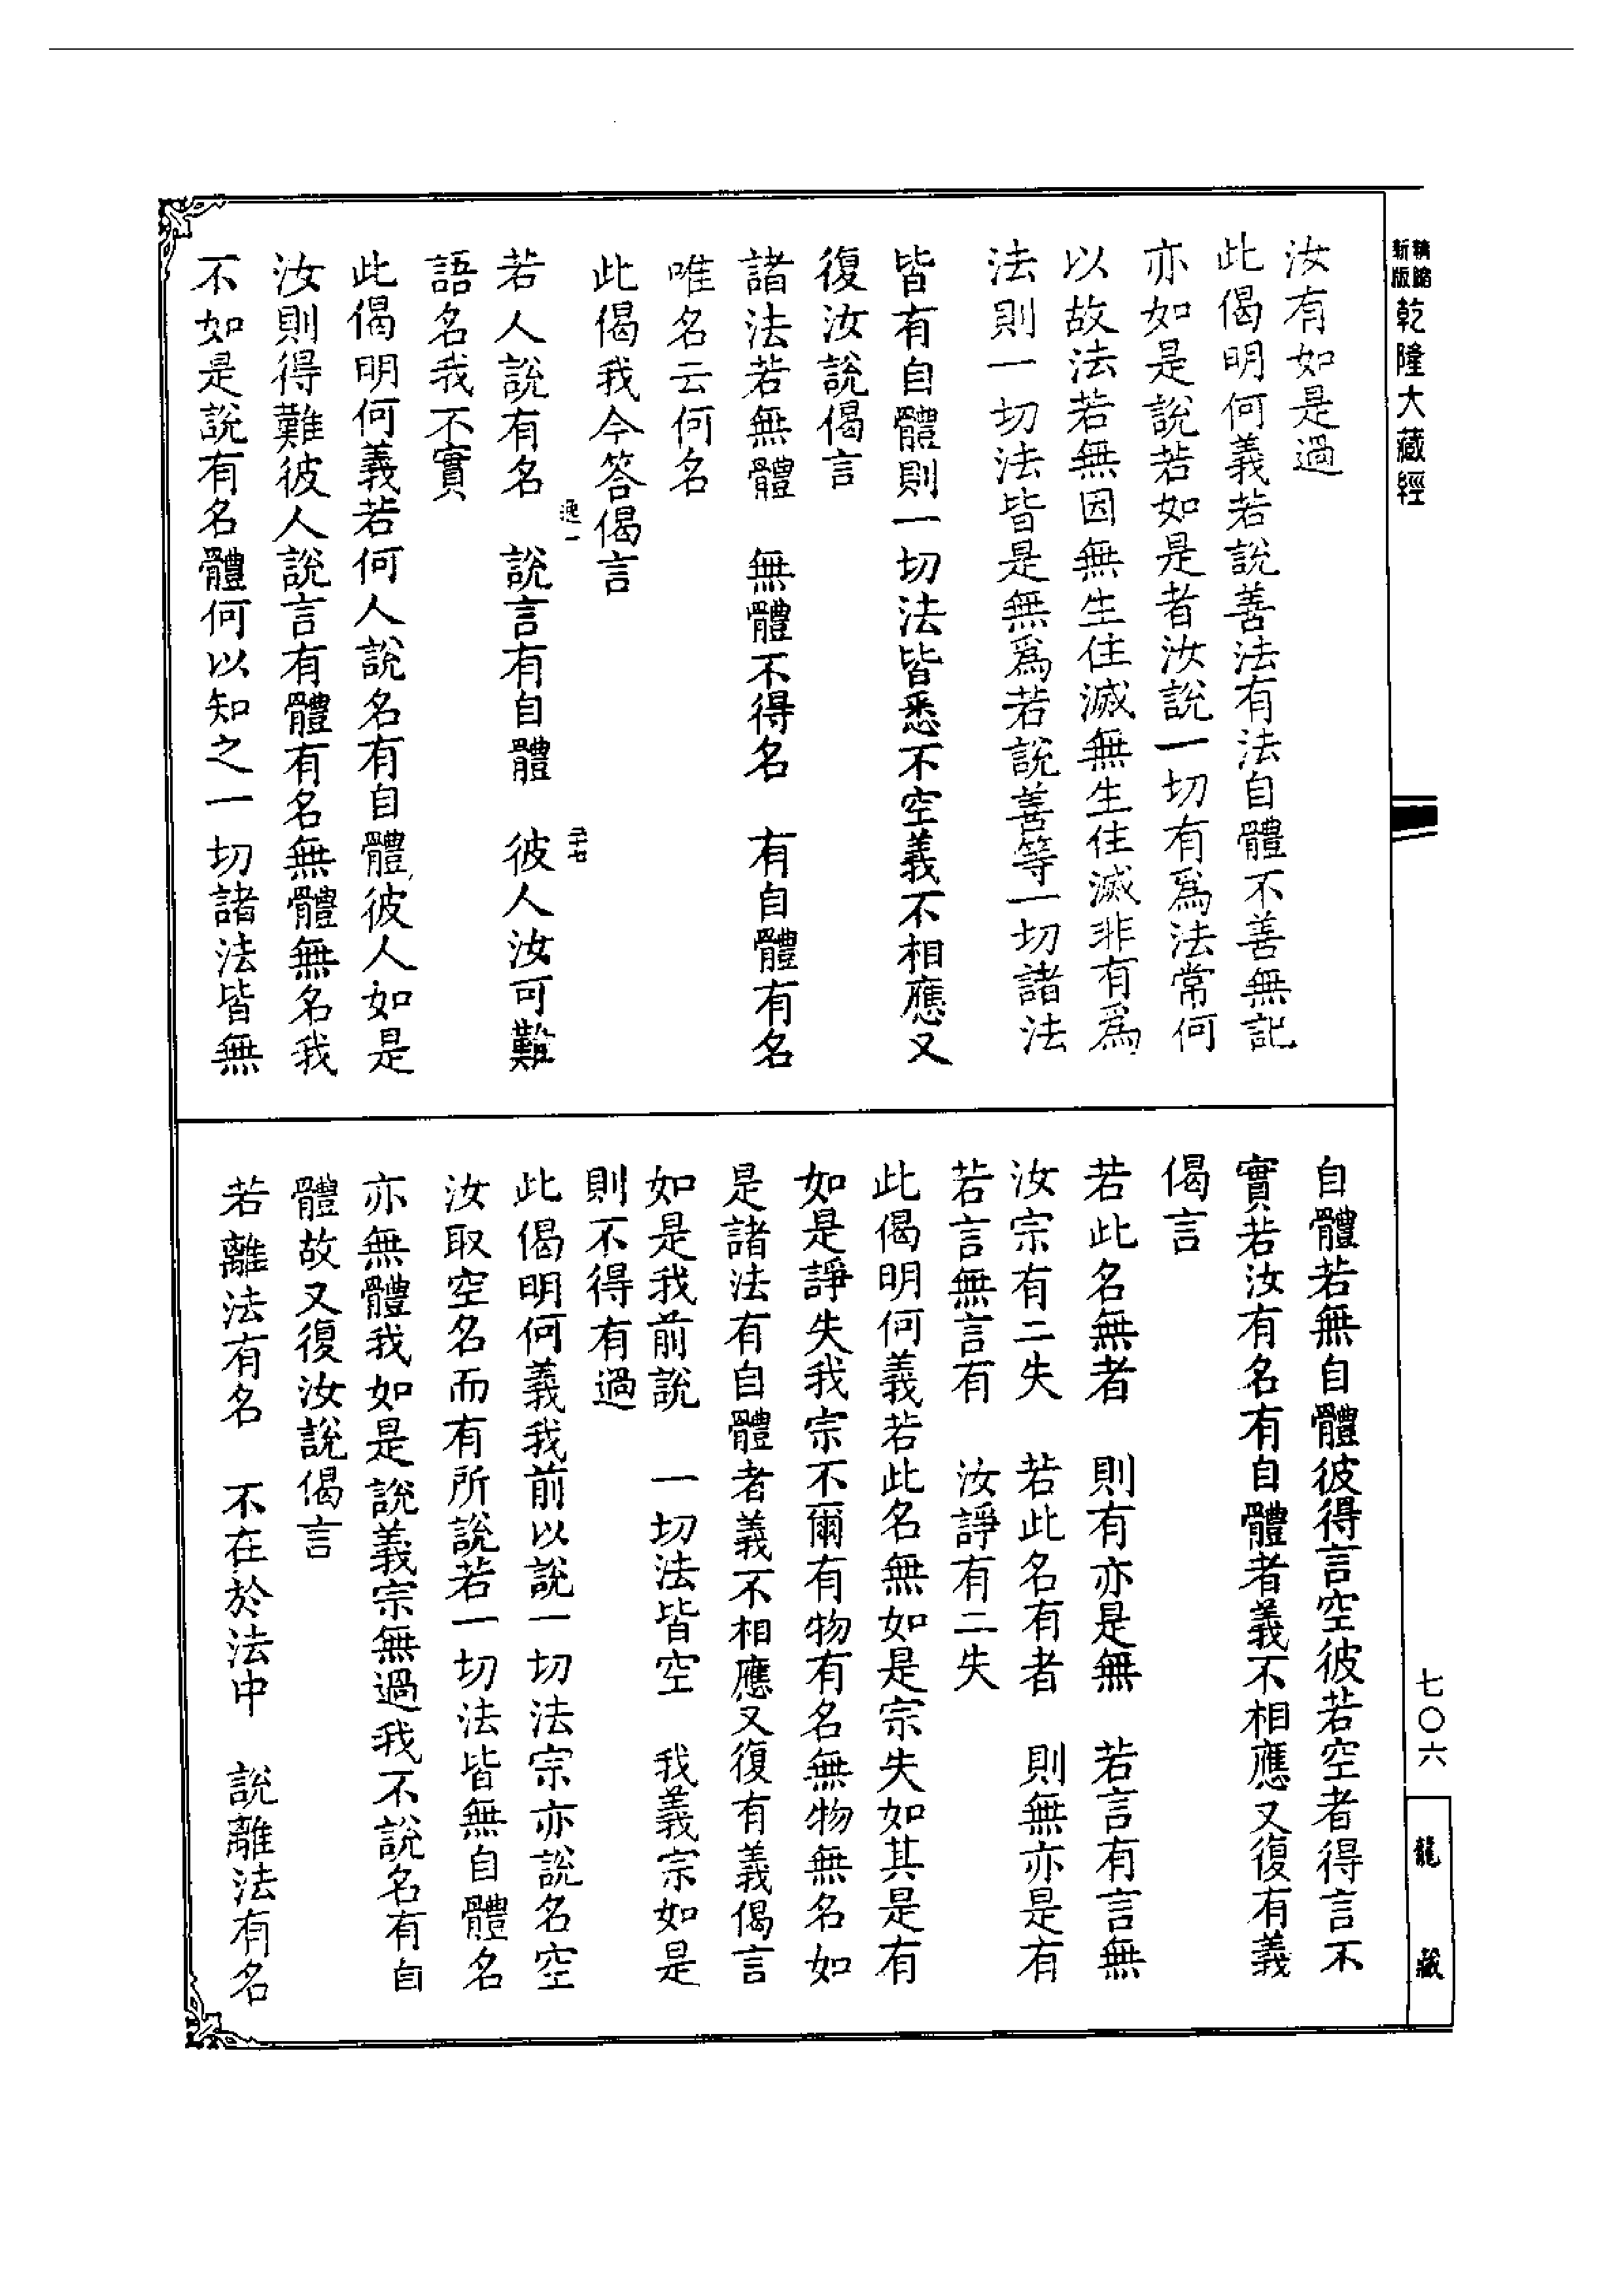 精縮
新版
乾隆大藏經
汝有如是過
此偈明何義若說善法有法自體不善無記
亦如是說若如是者汝說一切有爲法常何
以故法若無因無生住滅無生住滅非有爲
法則一切法皆是無爲若說善等一切諸法
皆有自體則一切法皆悉不空義不相應又
復汝說偈言
諸法若無體　無體不得名　有自體有名
唯名云何名
此偈我今答偈言
逸一　二十七
若人說有名　說言有自體　彼人汝可難
語名我不實
此偈明何義若何人說名有自體彼人如是
汝則得難彼人說言有體有名無體無名我
不如是說有名體何以知之一切諸法皆無
自體若無自體彼得言空彼若空者得言不
實若汝有名有自體者義不相應又復有義
偈言
若此名無者　則有亦是無　若言有言無
汝宗有二失　若此名有者　則無亦是有
若言無言有　汝諍有二失
此偈明何義若此名無如是宗失如其是有
如是諍失我宗不爾有物有名無物無名如
是諸法有自體者義不相應又復有義偈言
如是我前說　一切法皆空　我義宗如是
則不得有過
此偈明何義我前以說一切法宗亦說名空
汝取空名而有所說若一切法皆無自體名
亦無體我如是說義宗無過我不說名有自
體故又復汝說偈言
若離法有名　不在於法中　說離法有名
七〇六
龍藏